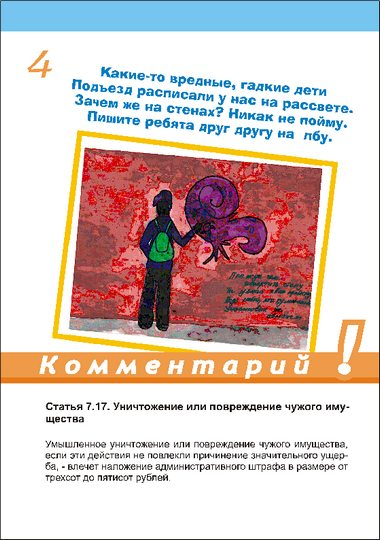 4
Какие-то вредные, гадкие дети
Подъезд расписали у нас на рассвете.
Зачем же на стенах? Никак не пойму.
Пишите ребята друг другу на лбу.
Комментарий !
Статья 7.17. Уничтожение или повреждение чужого иму-
щества
Умышленное уничтожение или повреждение чужого имущества,
если эти действия не повлекли причинение значительного ущер-
ба, - влечет наложение административного штрафа в размере от
трехсот до пятисот рублей.